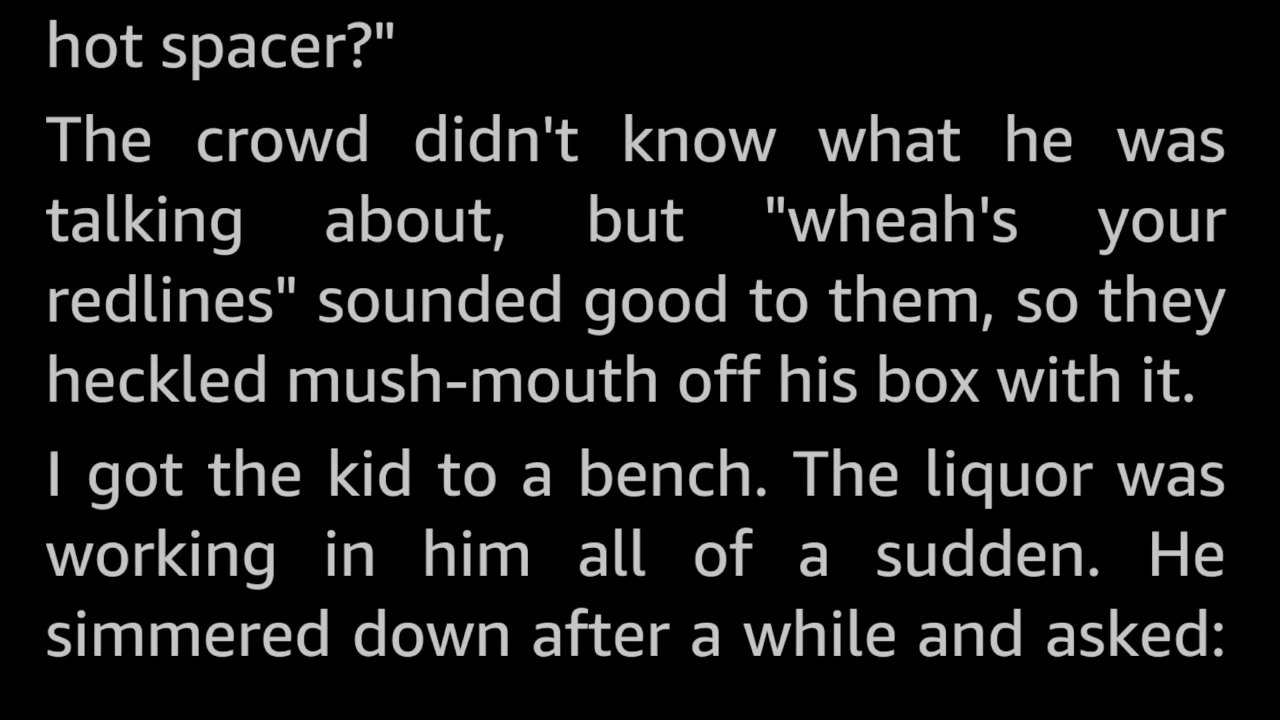 hot spacer?"
The crowd didn't know what he was
talking about, but "wheah's your
redlines" sounded good to them, so they
heckled mush-mouth off his box with it.
I got the kid to a bench. The liquor was
working in him all of a sudden. He
simmered down after a while and asked: